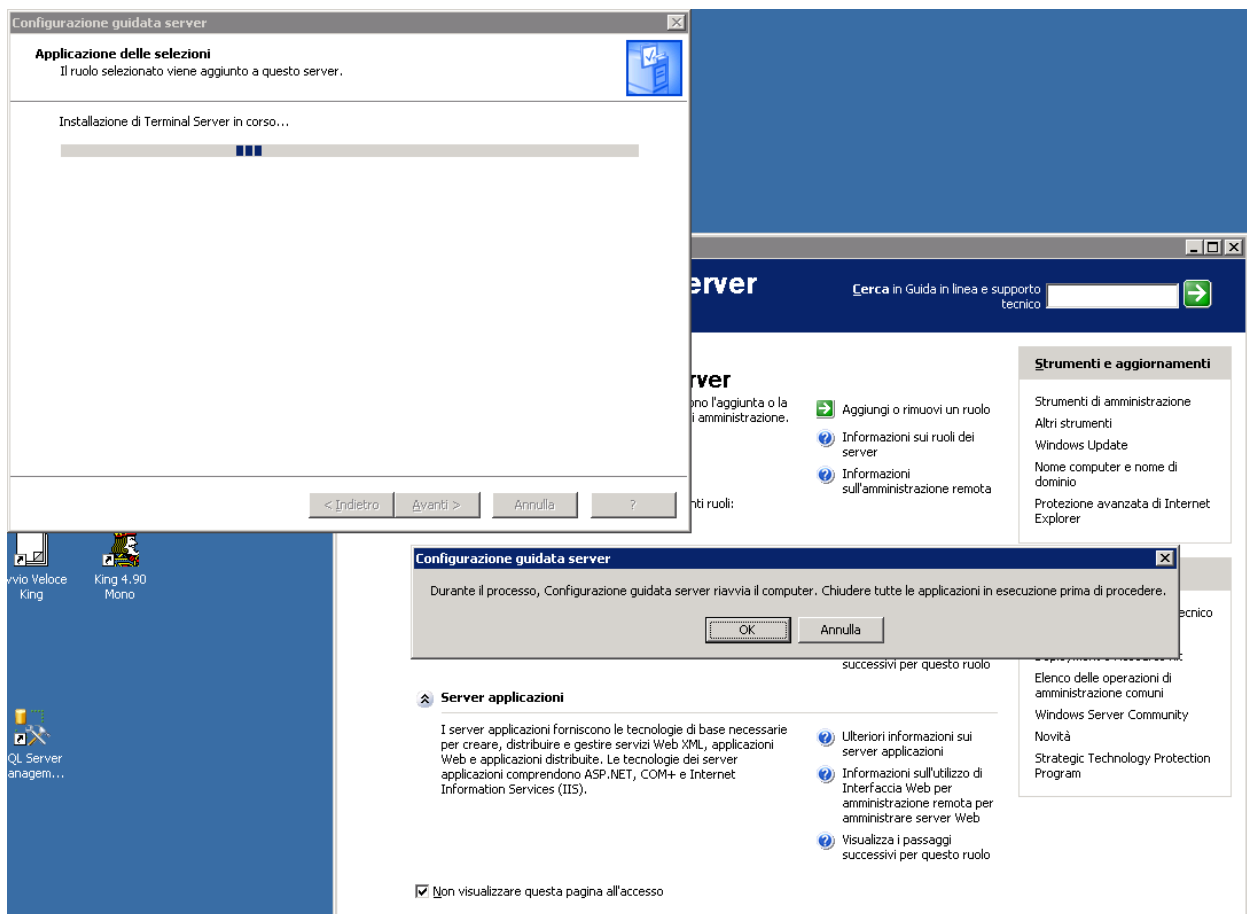 Configurazione guidata server
Applicazione delle selezioni
Il ruolo selezionato viene aggiunto a questo server.
Installazione di Terminal Server in corso...
< Indietro
Avanti >
Annulla
?
Cerca in Guida in linea e supporto
tecnico
l'aggiunta o la
amministrazione.
nti ruoli:
Aggiungi o rimuovi un ruolo
Informazioni sui ruoli dei
server
Informazioni
sull'amministrazione remota
Strumenti e aggiornamenti
Strumenti di amministrazione
Altri strumenti
Windows Update
Nome computer e nome di
dominio
Protezione avanzata di Internet
Explorer
vvio Veloce
King
King 4.90
Mono
Configurazione guidata server
Durante il processo, Configurazione guidata server riavvia il computer. Chiudere tutte le applicazioni in esecuzione prima di procedere.
OK
Annulla
ecnico
successivi per questo ruolo
Elenco delle operazioni di
amministrazione comuni
Windows Server Community
Novità
Strategic Technology Protection
Program
QL Server
anagem...
Server applicazioni
I server applicazioni forniscono le tecnologie di base necessarie
per creare, distribuire e gestire servizi Web XML, applicazioni
Web e applicazioni distribuite. Le tecnologie dei server
applicazioni comprendono ASP.NET, COM+ e Internet
Information Services (IIS).
Ulteriori informazioni sui
server applicazioni
Informazioni sull'utilizzo di
Interfaccia Web per
amministrazione remota per
amministrare server Web
Visualizza i passaggi
successivi per questo ruolo
Non visualizzare questa pagina all'accesso